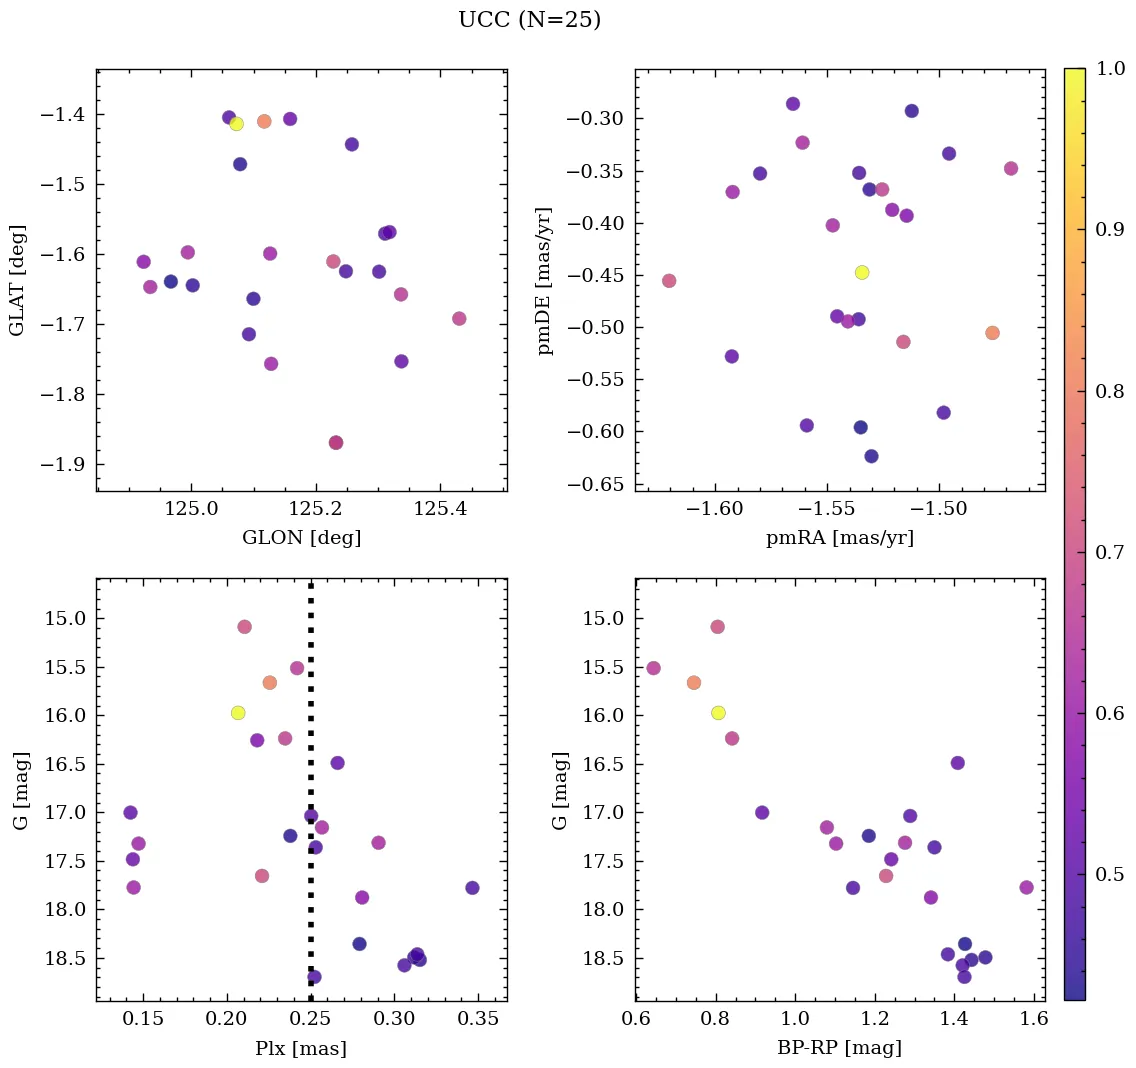 UCC (N=25)
−1.4
−1.5
−1.6
−1.7
−1.8
−1.9
GLAT [deg]
125.0 125.2 125.4
GLON [deg]
−0.30
−0.35
−0.40
−0.45
−0.50
−0.55
−0.60
−0.65
pmDE [mas/yr]
−1.60 −1.55 −1.50
pmRA [mas/yr]
15.0
15.5
16.0
16.5
17.0
17.5
18.0
18.5
G [mag]
0.15 0.20 0.25 0.30 0.35
Plx [mas]
15.0
15.5
16.0
16.5
17.0
17.5
18.0
18.5
G [mag]
0.6 0.8 1.0 1.2 1.4 1.6
BP-RP [mag]
1.0
0.9
0.8
0.7
0.6
0.5